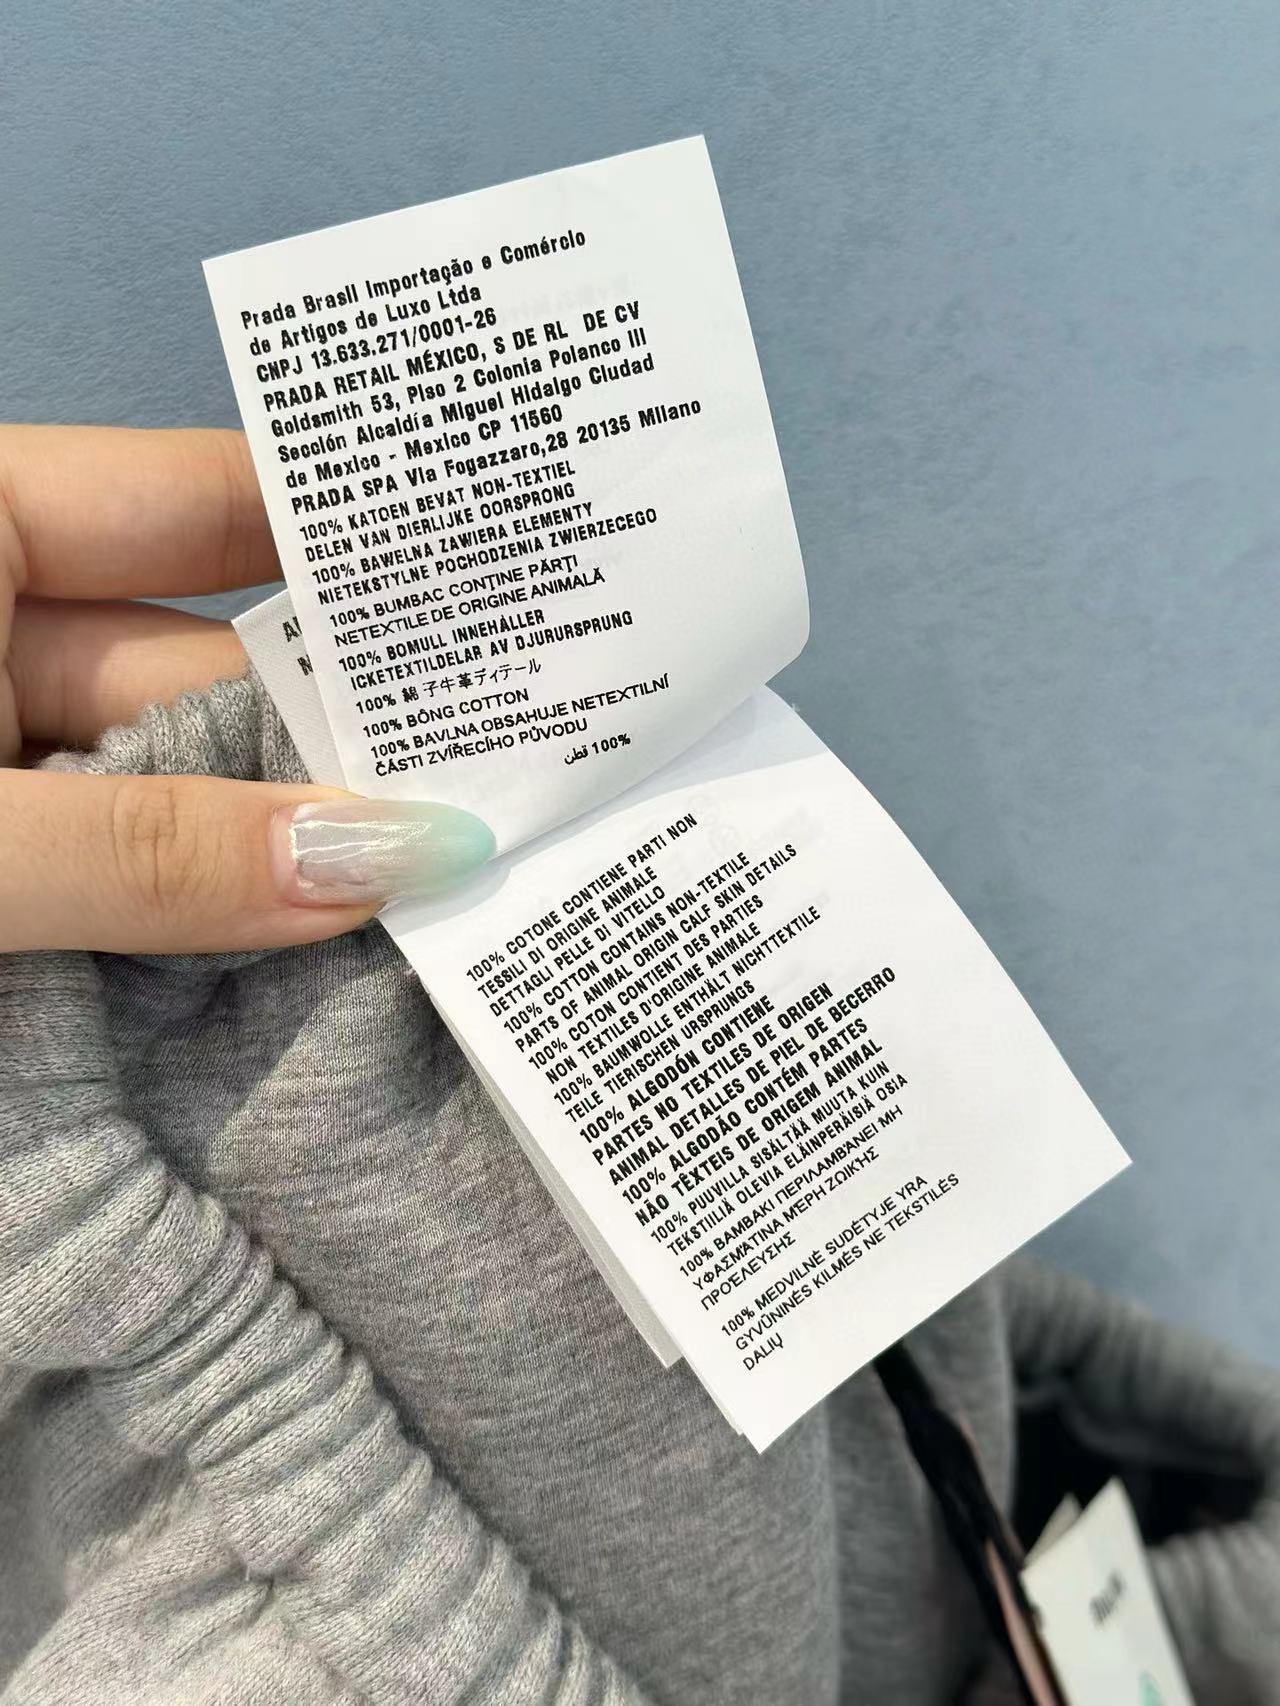 Prada Brasil Importação e Comércio
de Artigos de Luxo Ltda
CNPJ 13.633.271/0001-26
PRADA RETAIL MÉXICO, S DE RL DE CV
Goldsmith 53, Piso 2 Colonia Polanco III
Sección Alcaldía Miguel Hidalgo Ciudad
de Mexico - Mexico CP 11560
PRADA SPA Via Fogazzaro,28 20135 Milano
100% KATOEN BEVAT NON-TEXTIEL
DELEN VAN DIERLIJKE OORSPRONG
100% BAWELNA ZAWIERA ELEMENTY
NIETEKSTYLNE POCHODZENIA ZWIERZECEGO
100% BUMBAC CONŢINE PĂRŢI
NETEXTILE DE ORIGINE ANIMALĂ
100% BOMULL INNEHÅLLER
ICKETEXTILDELAR AV DJURURSPRUNG
100% 綿 子牛革ディテール
100% BÔNG COTTON
100% BAVLNA OBSAHUJE NETEXTILNÍ
ČÁSTI ZVÍŘECÍHO PŮVODU
100% قطن
100% COTONE CONTIENE PARTI NON
TESSILI DI ORIGINE ANIMALE
DETTAGLI PELLE DI VITELLO
100% COTTON CONTAINS NON-TEXTILE
PARTS OF ANIMAL ORIGIN CALF SKIN DETAILS
100% COTON CONTIENT DES PARTIES
NON TEXTILES D'ORIGINE ANIMALE
100% BAUMWOLLE ENTHÄLT NICHTTEXTILE
TEILE TIERISCHEN URSPRUNGS
100% ALGODÓN CONTIENE
PARTES NO TEXTILES DE ORIGEN
ANIMAL DETALLES DE PIEL DE BECERRO
100% ALGODÃO CONTÉM PARTES
NÃO TÊXTEIS DE ORIGEM ANIMAL
100% PUUVILLA SISÄLTÄÄ MUUTA KUIN
TEKSTIILIÄ OLEVIA ELÄINPERÄISIÄ OSIA
100% ΒΑΜΒΑΚΙ ΠΕΡΙΛΑΜΒΆΝΕΙ ΜΗ
ΥΦΑΣΜΆΤΙΝΑ ΜΈΡΗ ΖΩΙΚΉΣ
ΠΡΟΈΛΕΥΣΗΣ
100% MEDVILNĖ SUDĖTYJE YRA
GYVŪNINĖS KILMĖS NE TEKSTILĖS
DALIŲ